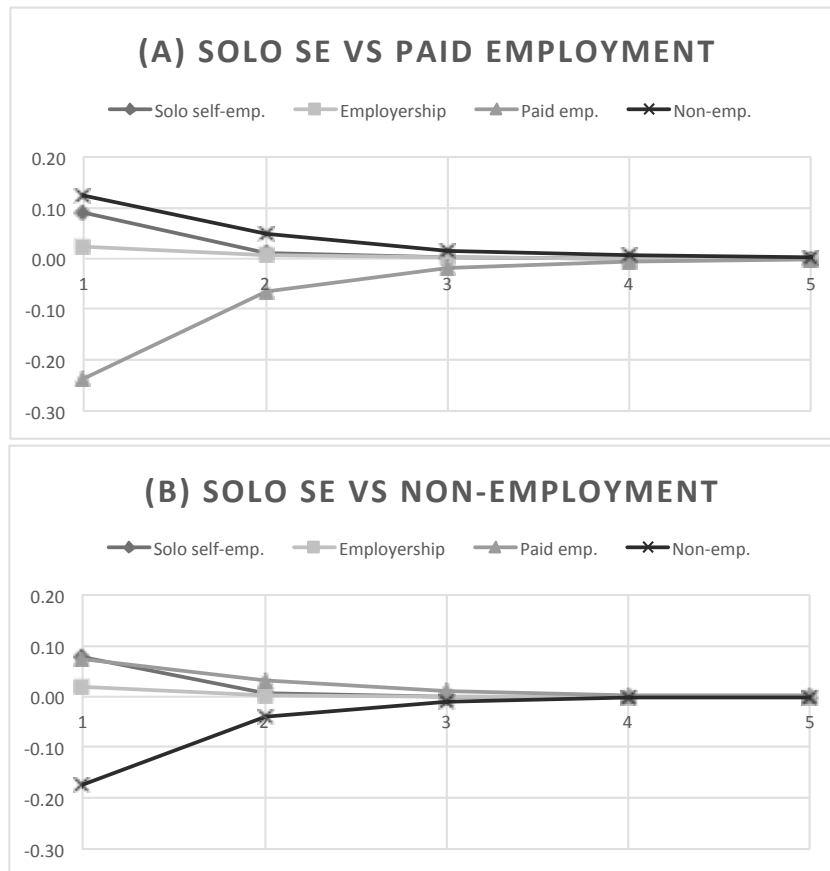 (A) SOLO SE VS PAID EMPLOYMENT
Solo self-emp. Employership Paid emp. Non-emp.
0.20
0.10
0.00
1 2 3 4 5
-0.10
-0.20
-0.30
(B) SOLO SE VS NON-EMPLOYMENT
Solo self-emp. Employership Paid emp. Non-emp.
0.20
0.10
0.00
1 2 3 4 5
-0.10
-0.20
-0.30